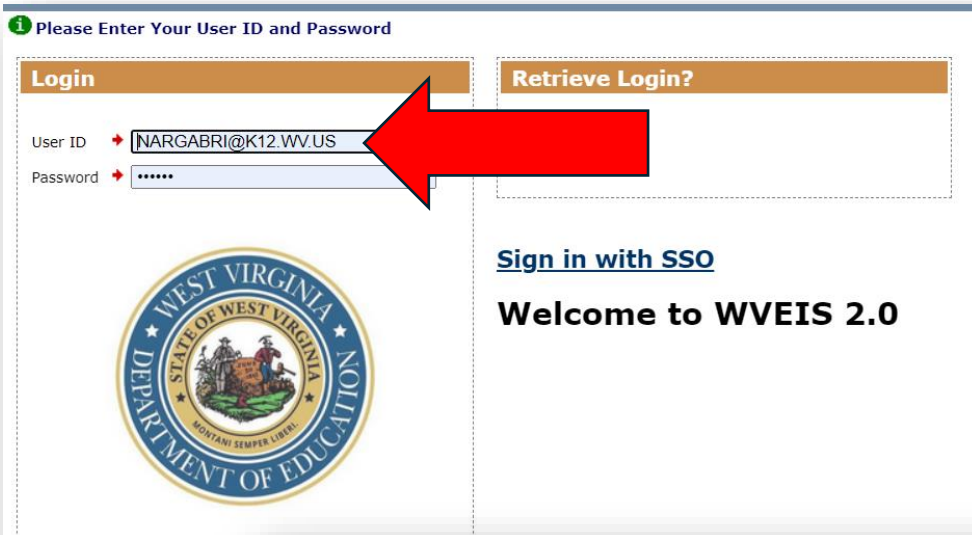 Please Enter Your User ID and Password
Login
User ID
NARGABRI@K12.WV.US
Password
••••••
WEST VIRGINIA
DEPARTMENT OF EDUCATION
STATE OF WEST VIRGINIA
MONTANI SEMPER LIBERI.
Retrieve Login?
Sign in with SSO
Welcome to WVEIS 2.0